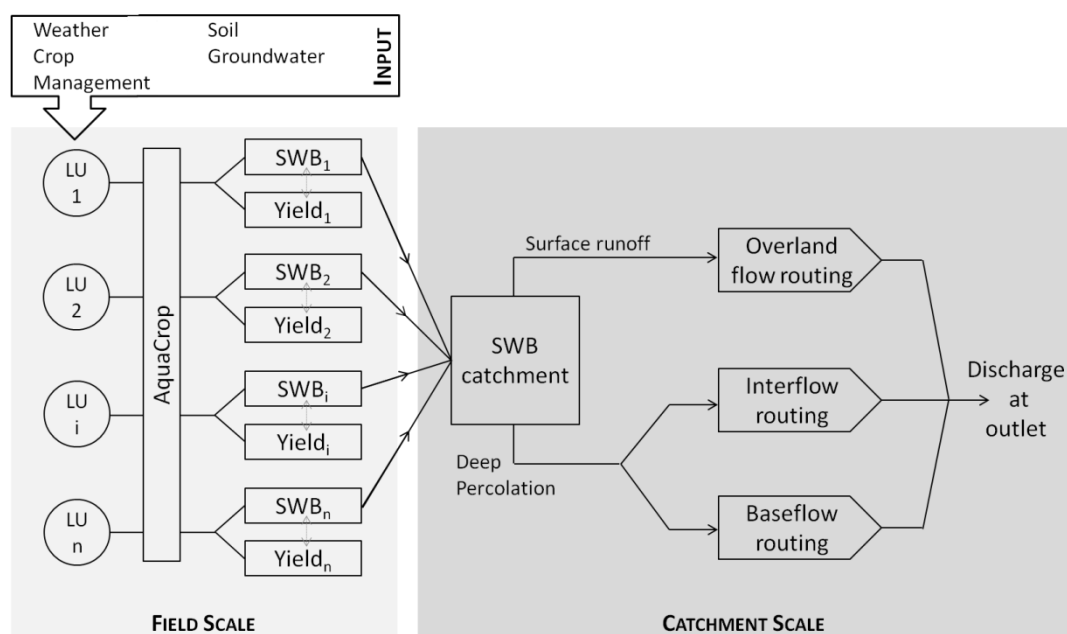 Weather
Soil
Crop
Groundwater
Management
INPUT
LU
1
SWB₁
Yield₁
LU
2
SWB₂
Yield₂
LU
i
SWBᵢ
Yieldᵢ
LU
n
SWBₙ
Yieldₙ
AquaCrop
FIELD SCALE
SWB
catchment
Surface runoff
Deep
Percolation
Overland
flow routing
Interflow
routing
Baseflow
routing
Discharge
at
outlet
CATCHMENT SCALE